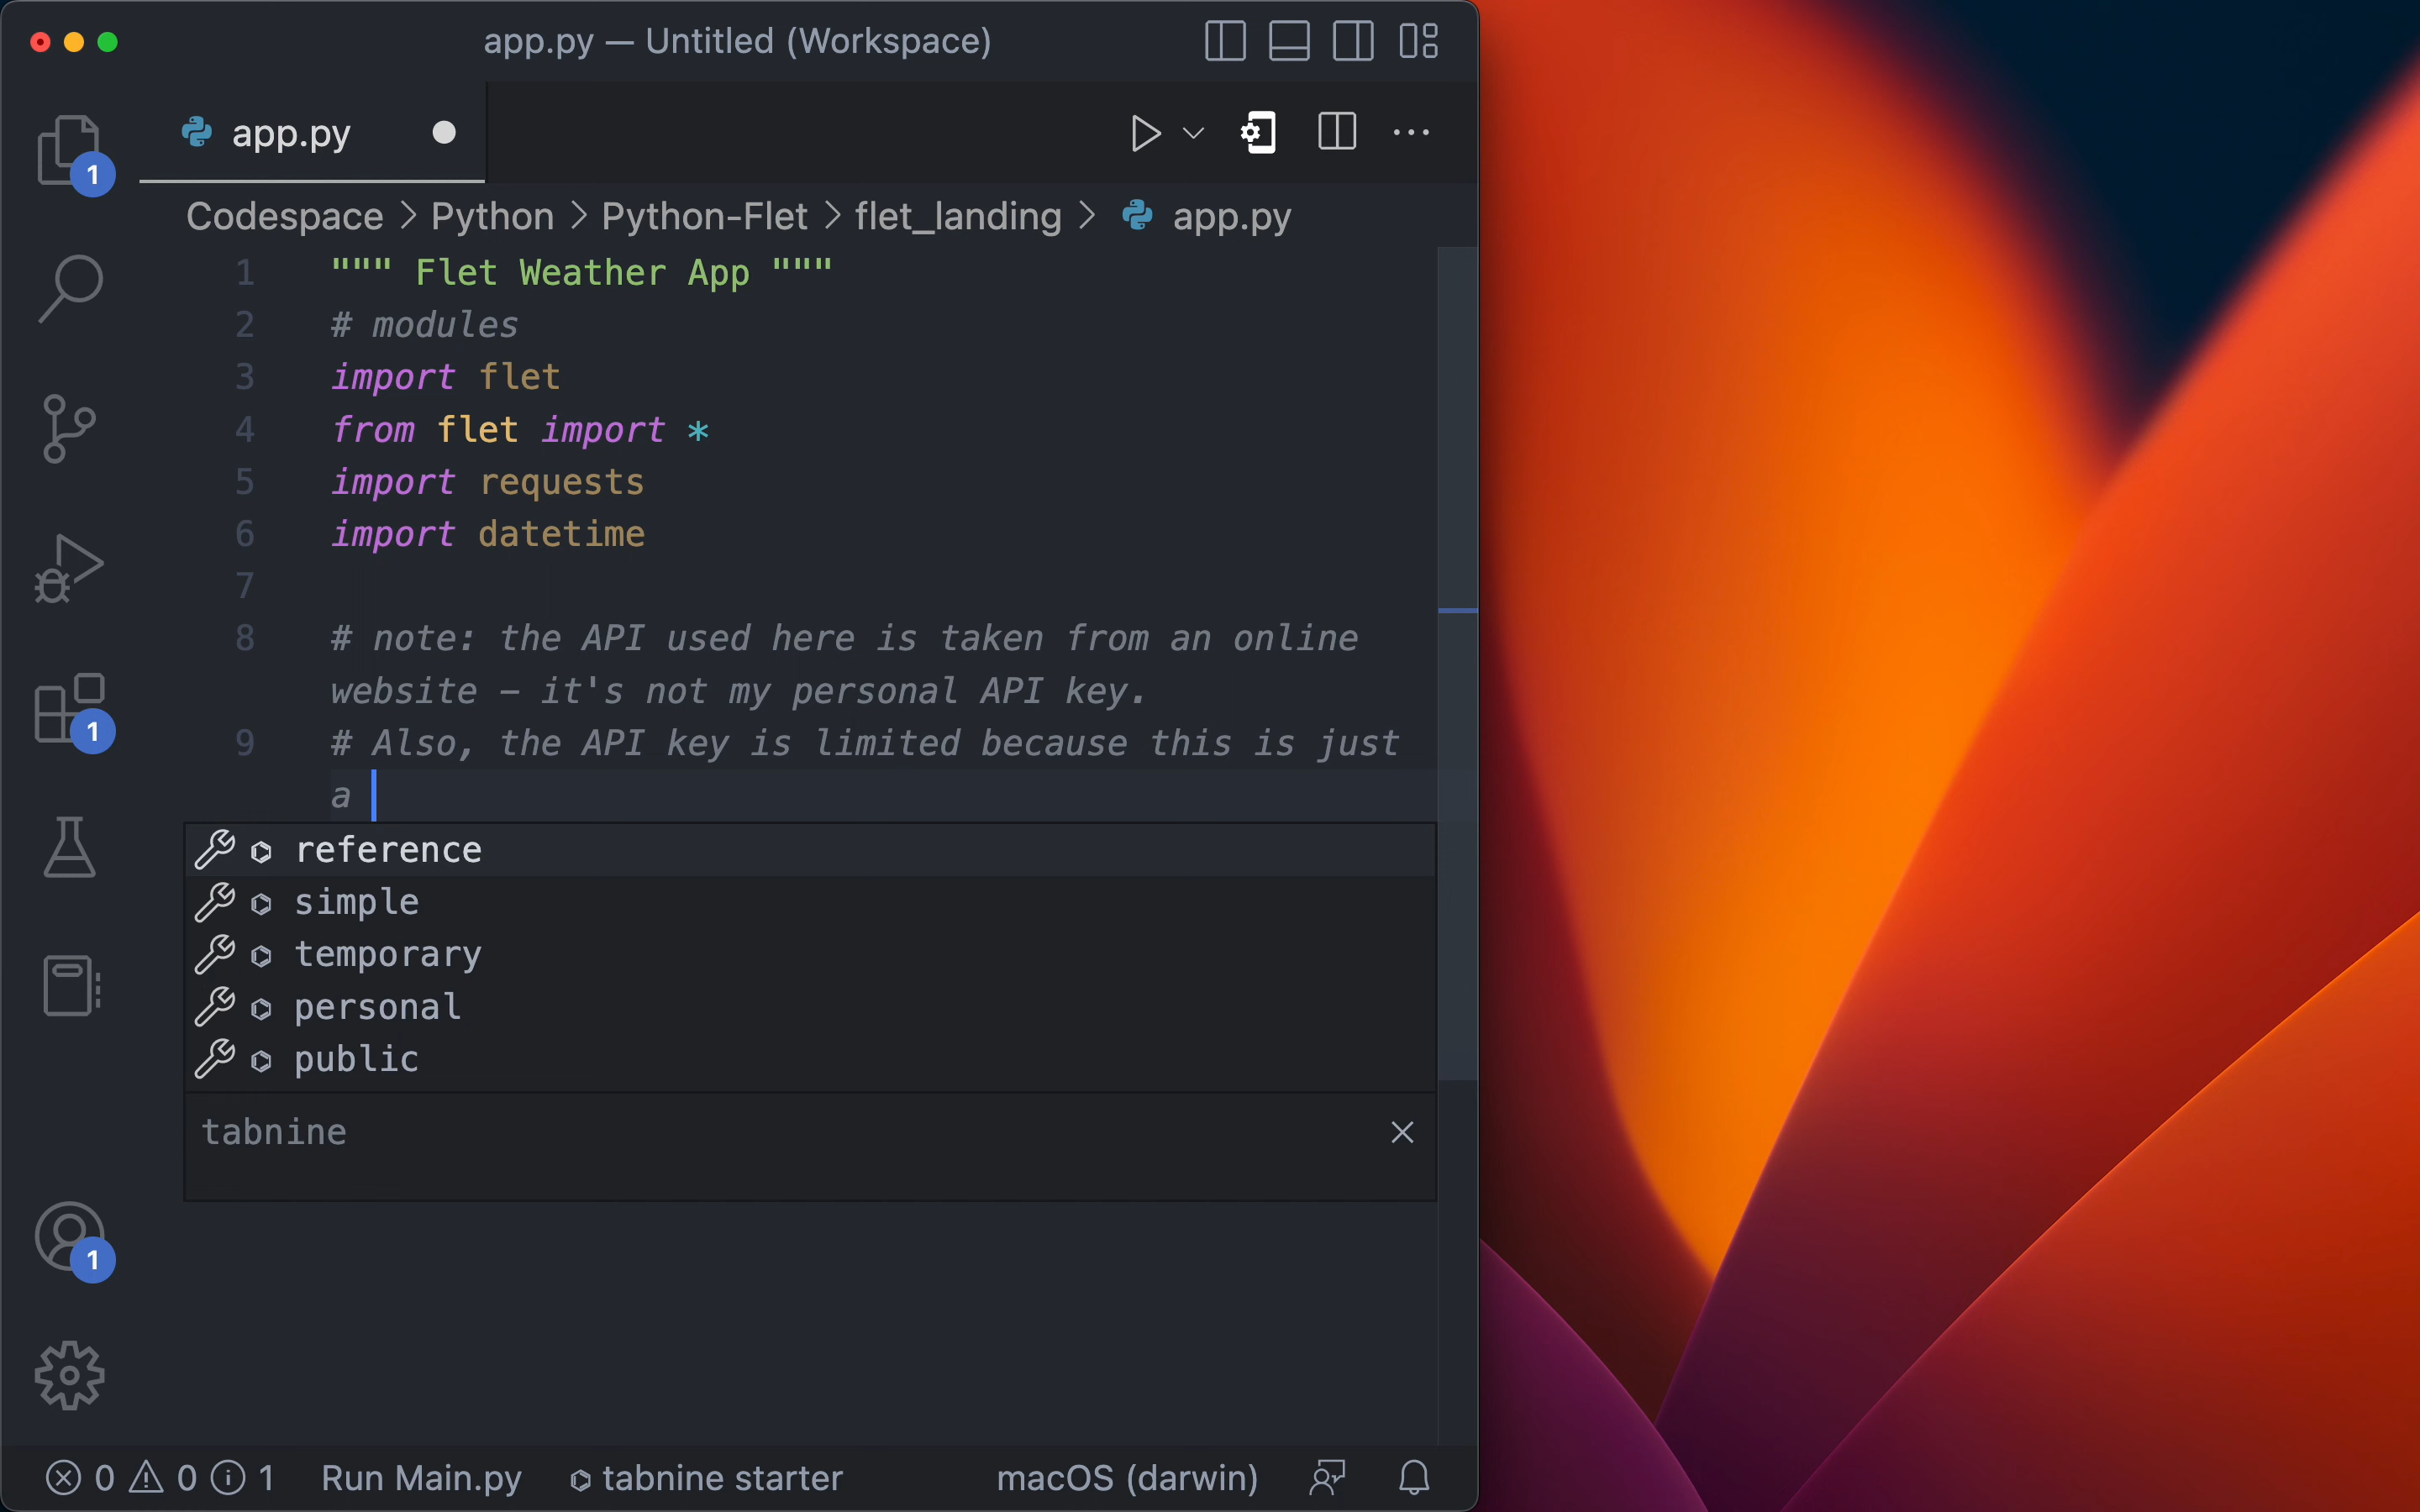 app.py — Untitled (Workspace)
app.py
1
Codespace > Python > Python-Flet > flet_landing > app.py
1 """ Flet Weather App """
2 # modules
3 import flet
4 from flet import *
5 import requests
6 import datetime
7
8 # note: the API used here is taken from an online
website – it's not my personal API key.
9 # Also, the API key is limited because this is just
a
1
reference
simple
temporary
personal
public
tabnine
1
0 0 1 Run Main.py tabnine starter macOS (darwin)